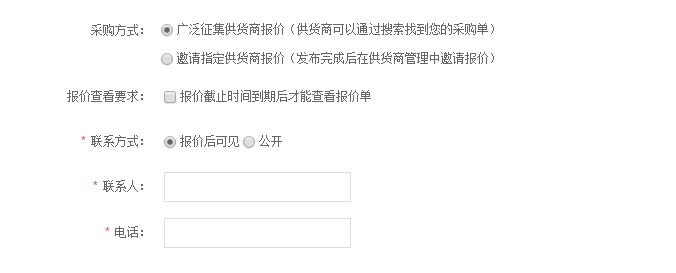 采购方式： 广泛征集供货商报价（供货商可以通过搜索找到您的采购单）
邀请指定供货商报价（发布完成后在供货商管理中邀请报价）
报价查看要求： 报价截止时间到期后才能查看报价单
* 联系方式： 报价后可见 公开
* 联系人：
* 电话：